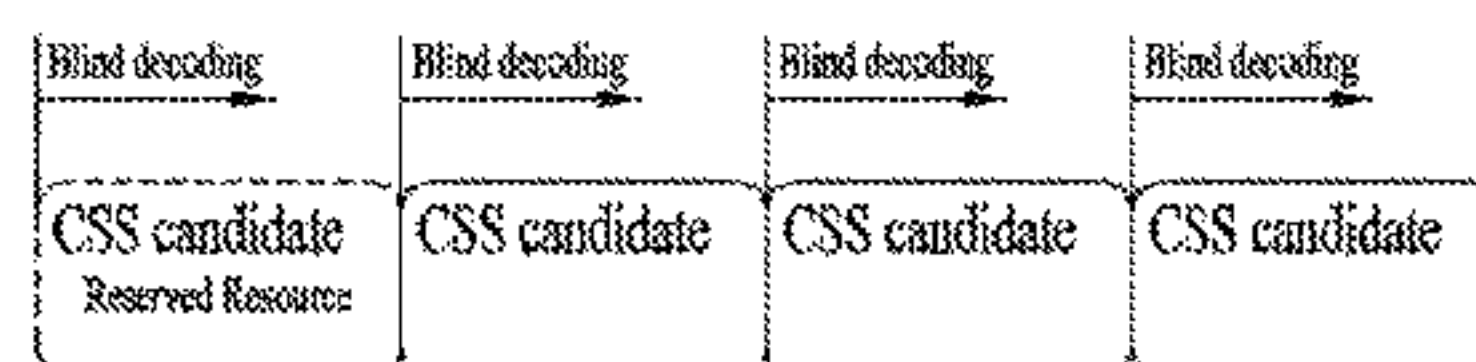 Blind decoding Blind decoding Blind decoding Blind decoding
CSS candidate CSS candidate CSS candidate CSS candidate
Reserved Resource